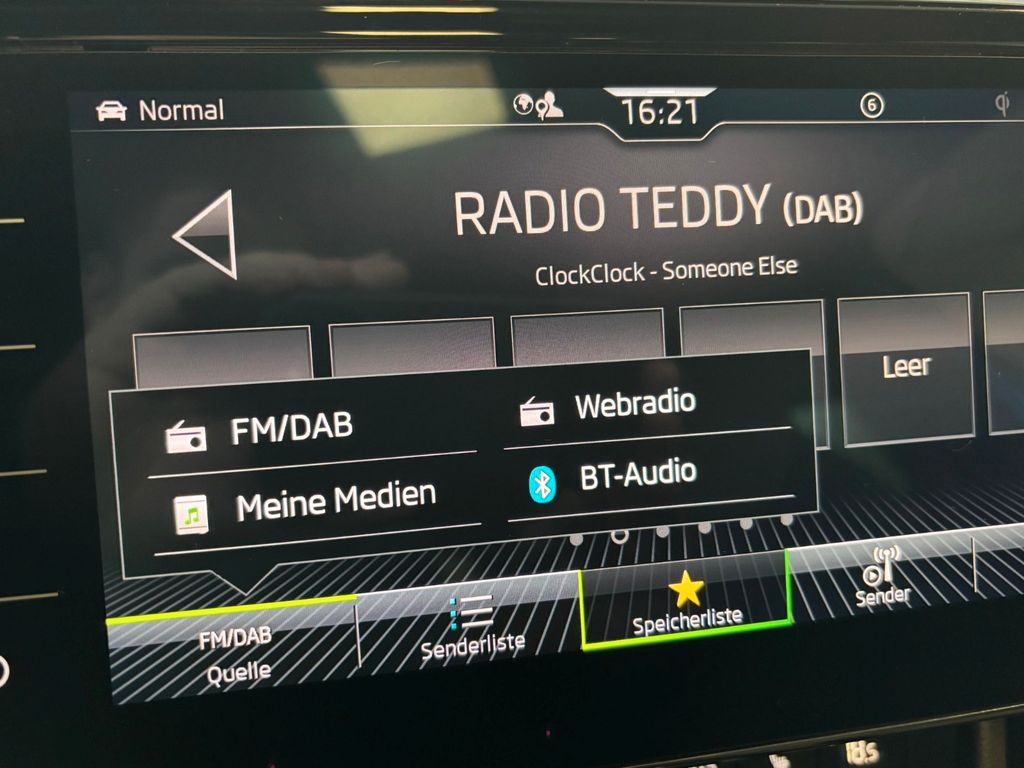 Normal
16:21
6
RADIO TEDDY (DAB)
ClockClock - Someone Else
Leer
FM/DAB
Webradio
Meine Medien
BT-Audio
FM/DAB
Quelle
Senderliste
Speicherliste
Sender